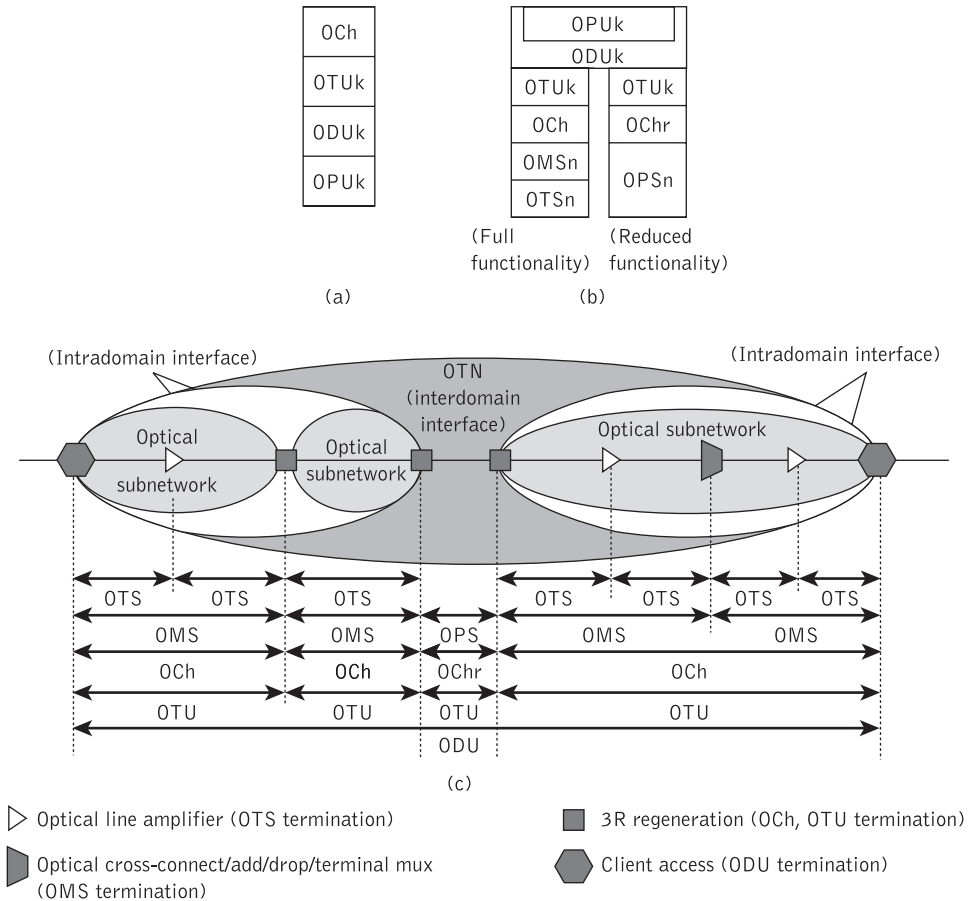 OCh
OTUk
ODUk
OPUk
(a)
OPUk
ODUk
OTUk
OTUk
OCh
OChr
OMSn
OPSn
OTSn
(Full
functionality)
(Reduced
functionality)
(b)
(Intradomain interface)
OTN
(interdomain
interface)
(Intradomain interface)
Optical
subnetwork
Optical
subnetwork
Optical subnetwork
OTS OTS OTS OTS OTS OTS OTS
OMS OMS OPS OMS OMS
OCh OCh OChr OCh
OTU OTU OTU OTU
ODU
(c)
Optical line amplifier (OTS termination)
3R regeneration (OCh, OTU termination)
Optical cross-connect/add/drop/terminal mux
(OMS termination)
Client access (ODU termination)